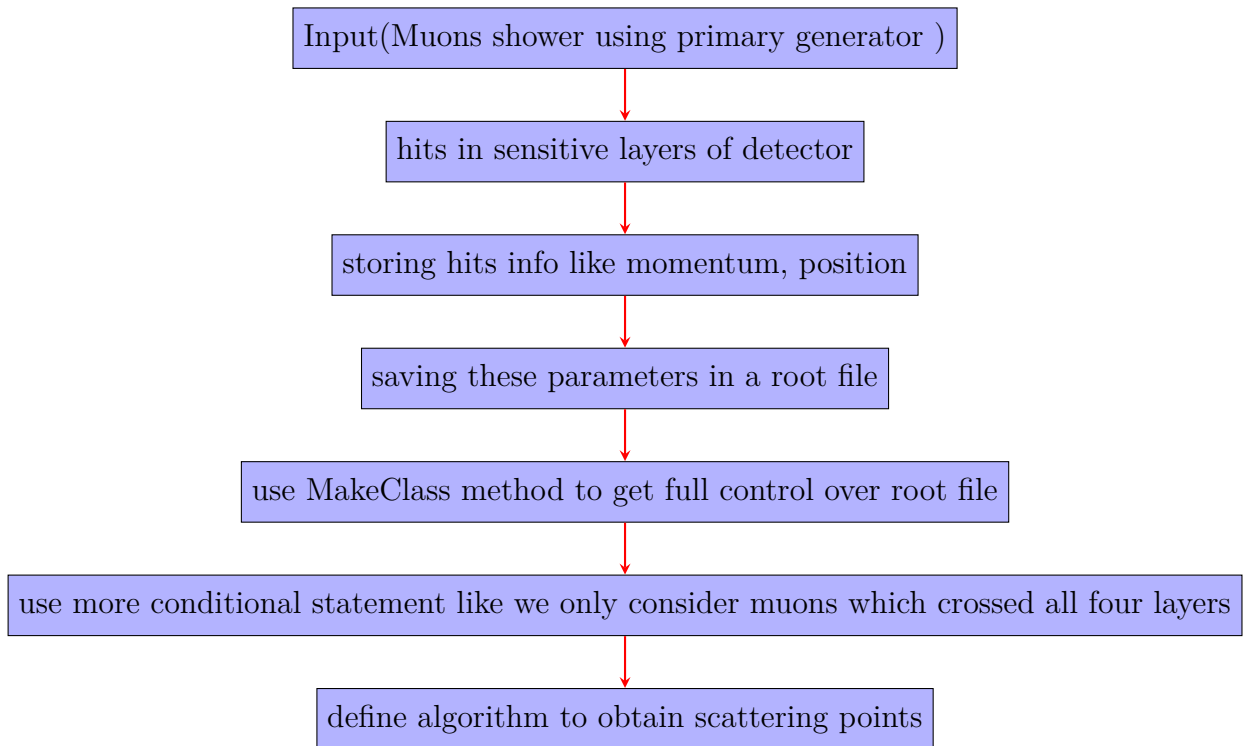 Input(Muons shower using primary generator )
hits in sensitive layers of detector
storing hits info like momentum, position
saving these parameters in a root file
use MakeClass method to get full control over root file
use more conditional statement like we only consider muons which crossed all four layers
define algorithm to obtain scattering points